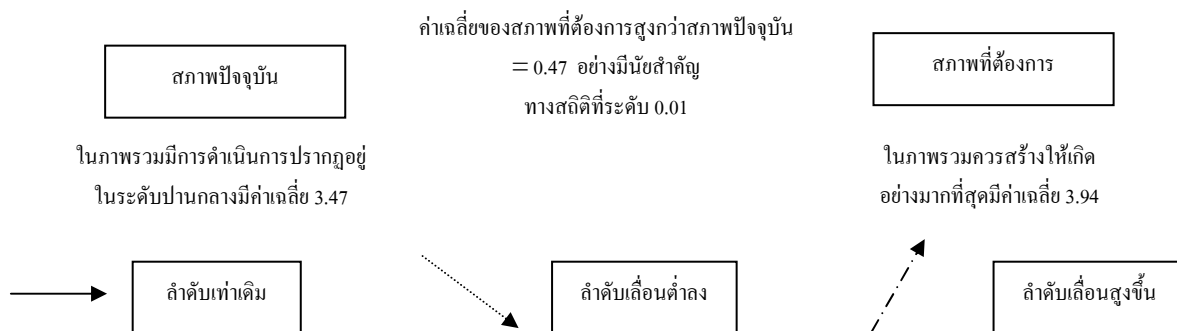 สภาพปัจจุบัน
ค่าเฉลี่ยของสภาพที่ต้องการสูงกว่าสภาพปัจจุบัน
= 0.47 อย่างมีนัยสำคัญ
ทางสถิติที่ระดับ 0.01
สภาพที่ต้องการ
ในภาพรวมมีการดำเนินการปรากฏอยู่
ในระดับปานกลางมีค่าเฉลี่ย 3.47
ในภาพรวมควรสร้างให้เกิด
อย่างมากที่สุดมีค่าเฉลี่ย 3.94
ลำดับเท่าเดิม
ลำดับเลื่อนต่ำลง
ลำดับเลื่อนสูงขึ้น